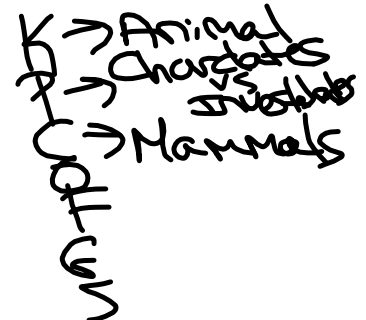 K → Animal
P → Chordates
vs
Invertebrates
C → Mammals
O
F
G
S